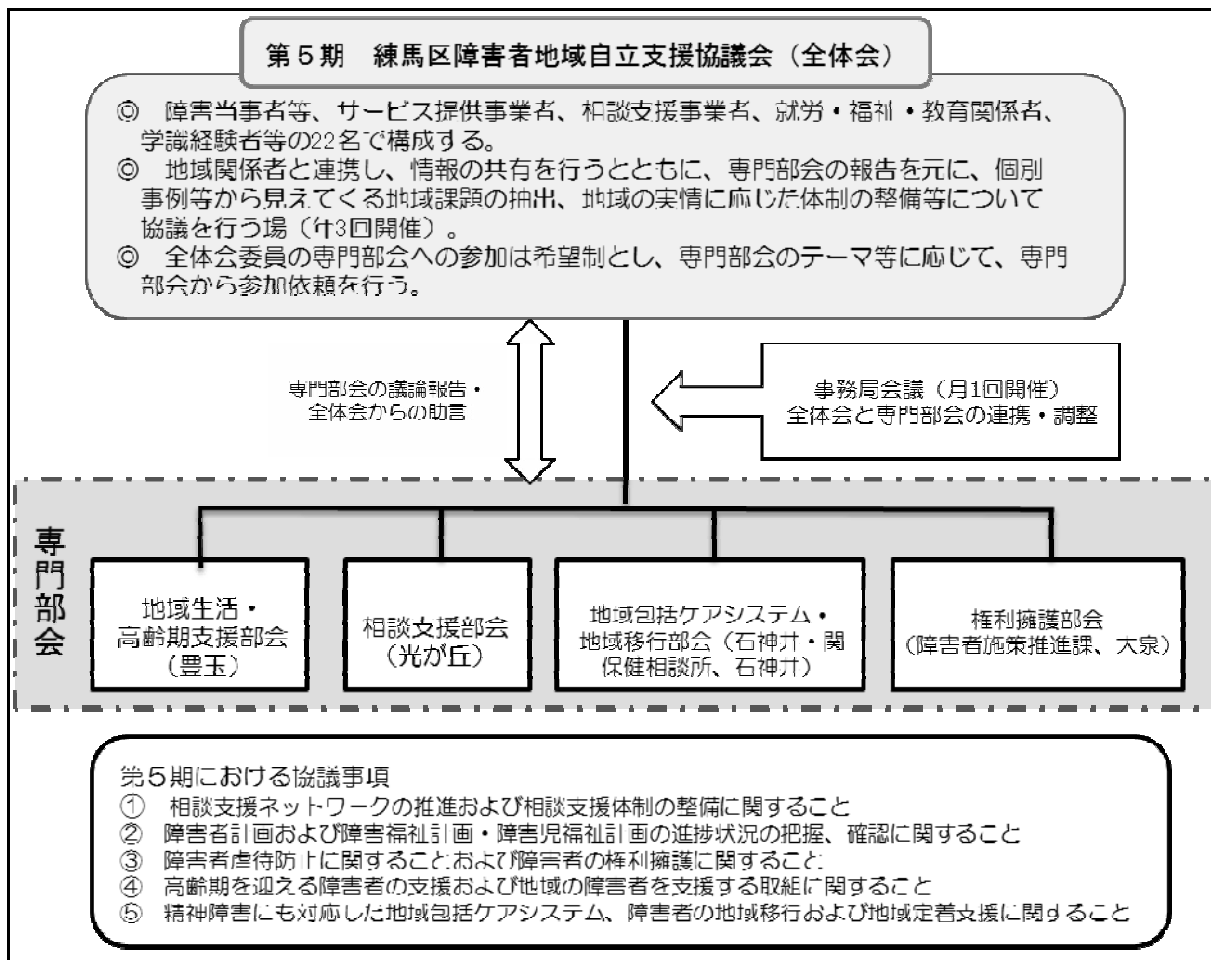 第５期　練馬区障害者地域自立支援協議会（全体会）
◎　障害当事者等、サービス提供事業者、相談支援事業者、就労・福祉・教育関係者、
学識経験者等の22名で構成する。
◎　地域関係者と連携し、情報の共有を行うとともに、専門部会の報告を元に、個別
事例等から見えてくる地域課題の抽出、地域の実情に応じた体制の整備等について
協議を行う場（年3回開催）。
◎　全体会委員の専門部会への参加は希望制とし、専門部会のテーマ等に応じて、専門
部会から参加依頼を行う。
専門部会の議論報告・
全体会からの助言
事務局会議（月1回開催）
全体会と専門部会の連携・調整
専門部会
地域生活・
高齢期支援部会
（豊玉）
相談支援部会
（光が丘）
地域包括ケアシステム・
地域移行部会（石神井・関
保健相談所、石神井）
権利擁護部会
（障害者施策推進課、大泉）
第５期における協議事項
①　相談支援ネットワークの推進および相談支援体制の整備に関すること
②　障害者計画および障害福祉計画・障害児福祉計画の進捗状況の把握、確認に関すること
③　障害者虐待防止に関することおよび障害者の権利擁護に関すること
④　高齢期を迎える障害者の支援および地域の障害者を支援する取組に関すること
⑤　精神障害にも対応した地域包括ケアシステム、障害者の地域移行および地域定着支援に関すること